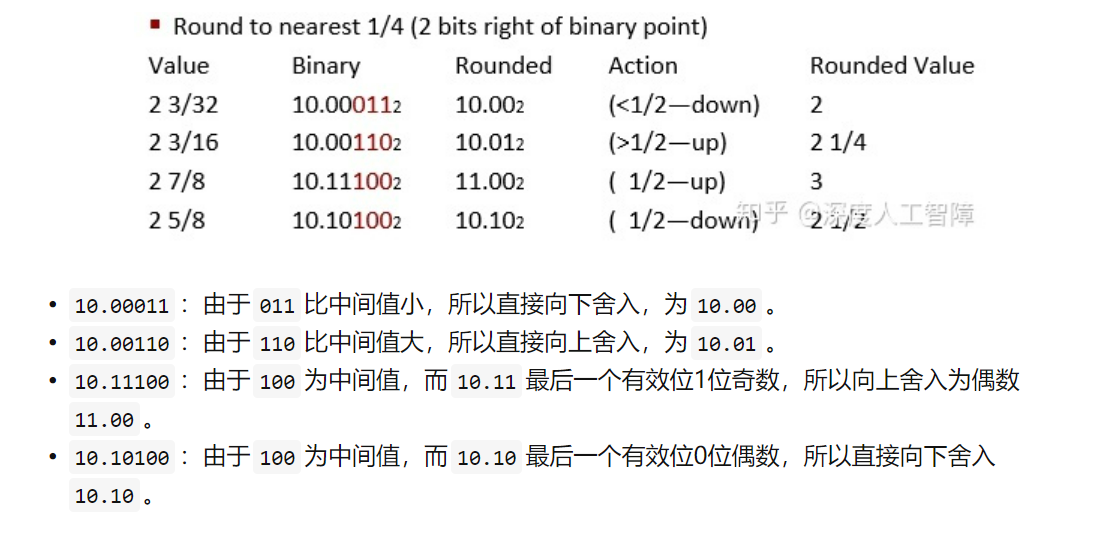 ▪ Round to nearest 1/4 (2 bits right of binary point)
Value Binary Rounded Action Rounded Value
2 3/32 10.00011₂ 10.00₂ (<1/2—down) 2
2 3/16 10.00110₂ 10.01₂ (>1/2—up) 2 1/4
2 7/8 10.11100₂ 11.00₂ ( 1/2—up) 3
2 5/8 10.10100₂ 10.10₂ ( 1/2—down) 2 1/2
知乎 @深度人工智障
• 10.00011 ：由于 011 比中间值小，所以直接向下舍入，为 10.00 。
• 10.00110 ：由于 110 比中间值大，所以直接向上舍入，为 10.01 。
• 10.11100 ：由于 100 为中间值，而 10.11 最后一个有效位1位奇数，所以向上舍入为偶数
11.00 。
• 10.10100 ：由于 100 为中间值，而 10.10 最后一个有效位0位偶数，所以直接向下舍入
10.10 。